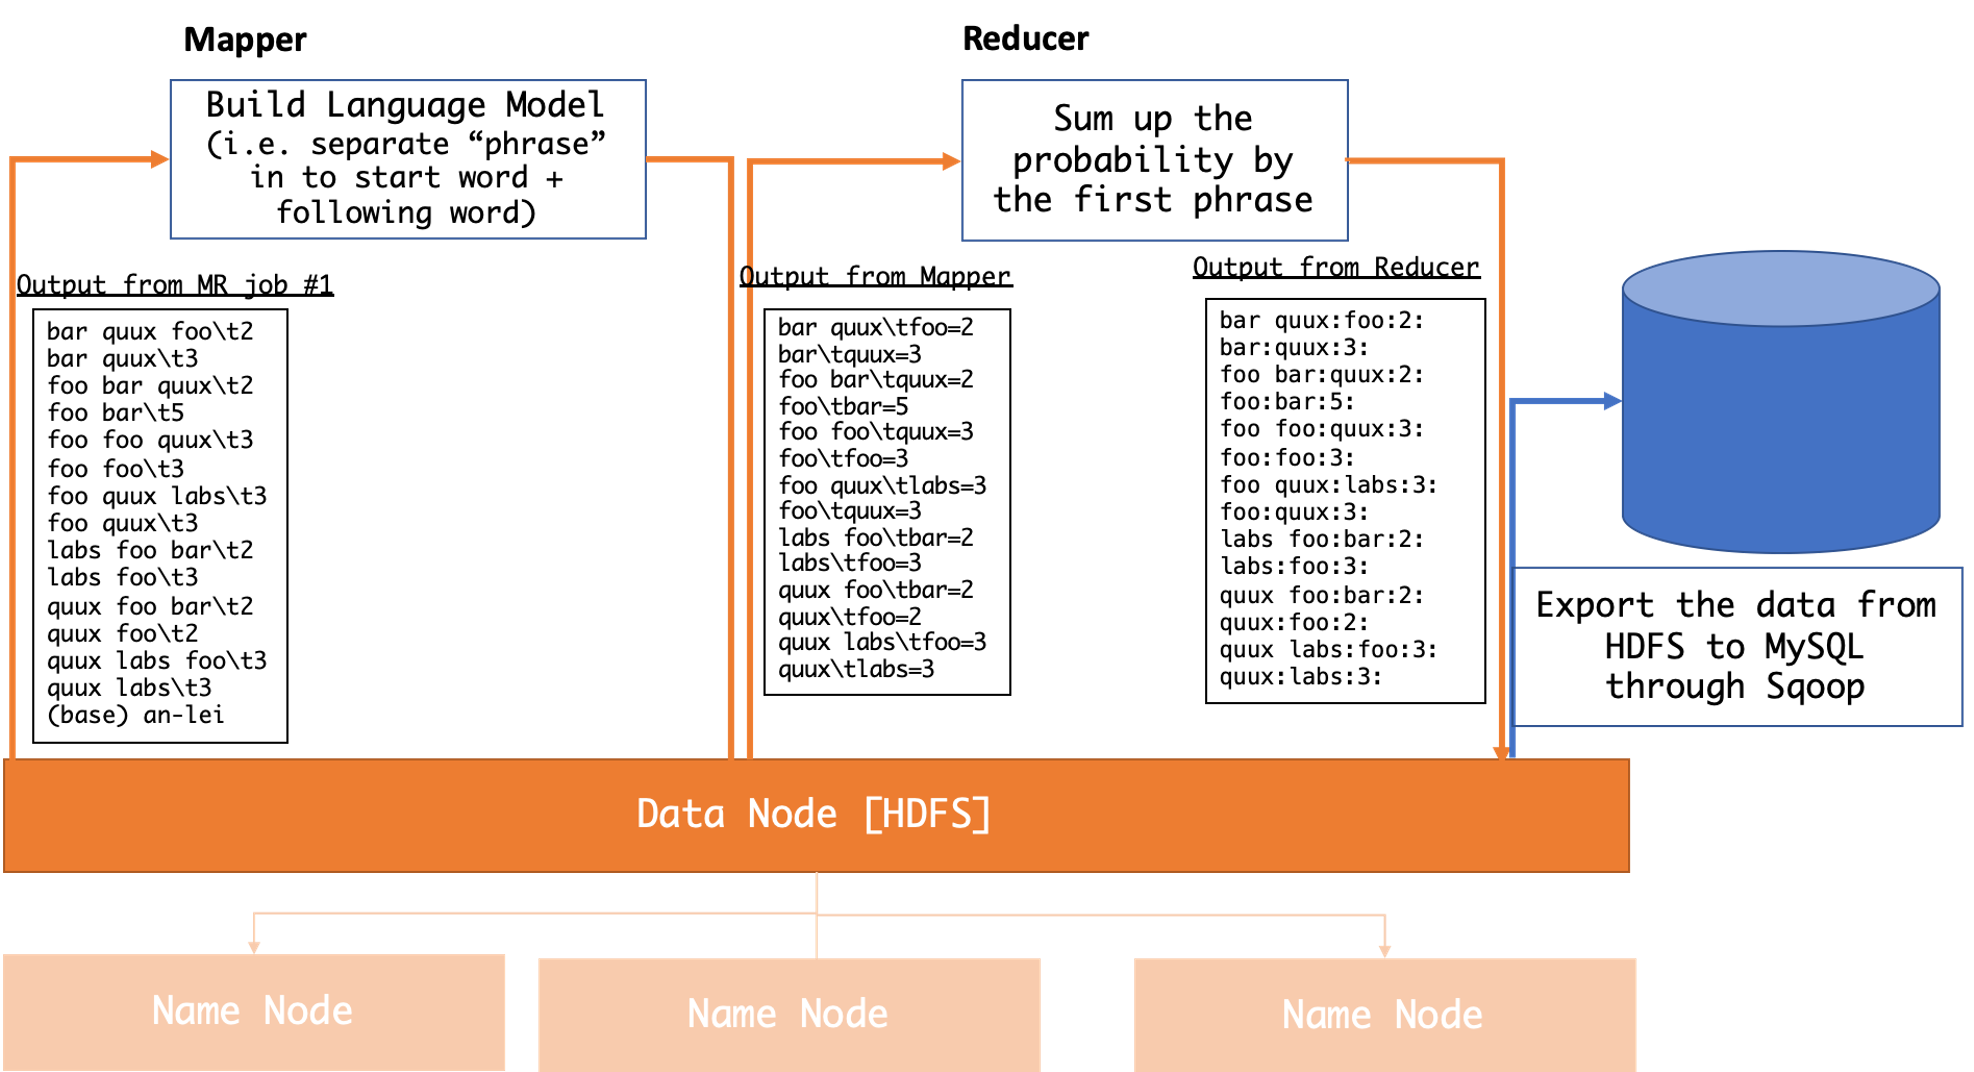 Mapper
Build Language Model
(i.e. separate “phrase”
in to start word +
following word)
Reducer
Sum up the
probability by
the first phrase
Output from MR job #1
bar quux foo\t2
bar quux\t3
foo bar quux\t2
foo bar\t5
foo foo quux\t3
foo foo\t3
foo quux labs\t3
foo quux\t3
labs foo bar\t2
labs foo\t3
quux foo bar\t2
quux foo\t2
quux labs foo\t3
quux labs\t3
(base) an-lei
Output from Mapper
bar quux\tfoo=2
bar\tquux=3
foo bar\tquux=2
foo\tbar=5
foo foo\tquux=3
foo\tfoo=3
foo quux\tlabs=3
foo\tquux=3
labs foo\tbar=2
labs\tfoo=3
quux foo\tbar=2
quux\tfoo=2
quux labs\tfoo=3
quux\tlabs=3
Output from Reducer
bar quux:foo:2:
bar:quux:3:
foo bar:quux:2:
foo:bar:5:
foo foo:quux:3:
foo:foo:3:
foo quux:labs:3:
foo:quux:3:
labs foo:bar:2:
labs:foo:3:
quux foo:bar:2:
quux:foo:2:
quux labs:foo:3:
quux:labs:3:
Export the data from
HDFS to MySQL
through Sqoop
Data Node [HDFS]
Name Node
Name Node
Name Node